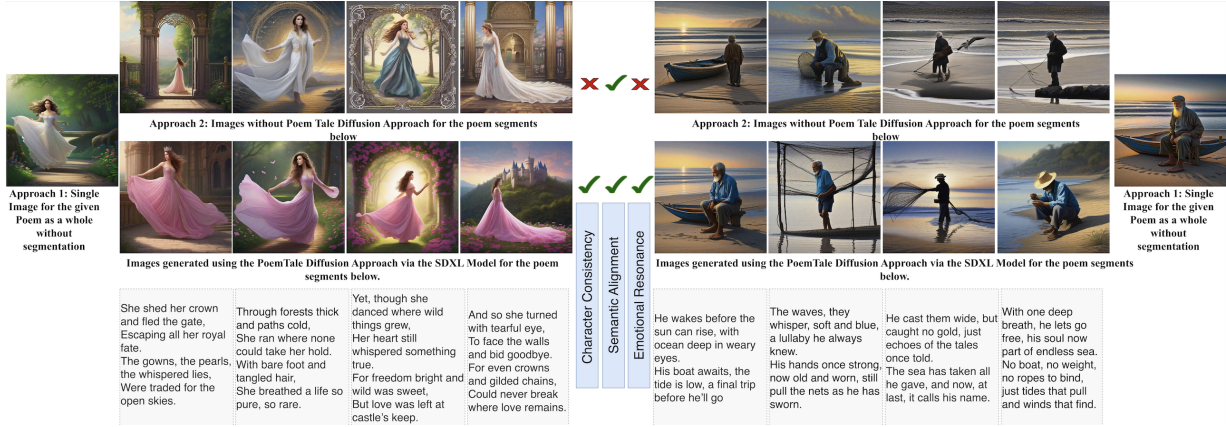 Approach 2: Images without Poem Tale Diffusion Approach for the poem segments
below
Approach 1: Single
Image for the given
Poem as a whole
without
segmentation
Images generated using the PoemTale Diffusion Approach via the SDXL Model for the poem
segments below.
She shed her crown
and fled the gate,
Escaping all her royal
fate.
The gowns, the pearls,
the whispered lies,
Were traded for the
open skies.
Through forests thick
and paths cold,
She ran where none
could take her hold.
With bare foot and
tangled hair,
She breathed a life so
pure, so rare.
Yet, though she
danced where wild
things grew,
Her heart still
whispered something
true.
For freedom bright and
wild was sweet,
But love was left at
castle's keep.
And so she turned
with tearful eye,
To face the walls
and bid goodbye.
For even crowns
and gilded chains,
Could never break
where love remains.
Character Consistency
Semantic Alignment
Emotional Resonance
Approach 2: Images without Poem Tale Diffusion Approach for the poem segments
below
Approach 1: Single
Image for the given
Poem as a whole
without
segmentation
Images generated using the PoemTale Diffusion Approach via the SDXL Model for the poem
segments below.
He wakes before the
sun can rise, with
ocean deep in weary
eyes.
His boat awaits, the
tide is low, a final trip
before he'll go
The waves, they
whisper, soft and blue,
a lullaby he always
knew.
His hands once strong,
now old and worn, still
pull the nets as he has
sworn.
He cast them wide, but
caught no gold, just
echoes of the tales
once told.
The sea has taken all
he gave, and now, at
last, it calls his name.
With one deep
breath, he lets go
free, his soul now
part of endless sea.
No boat, no weight,
no ropes to bind,
just tides that pull
and winds that find.